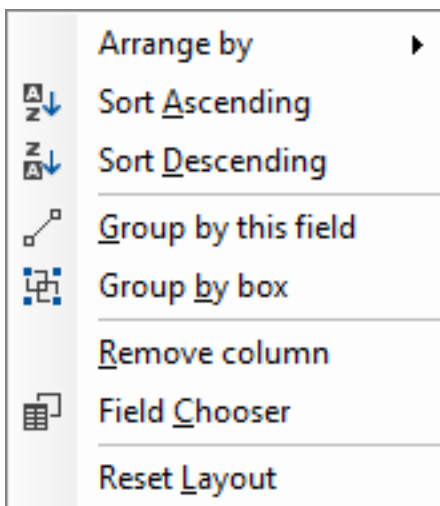 Arrange by
Sort Ascending
Sort Descending
Group by this field
Group by box
Remove column
Field Chooser
Reset Layout